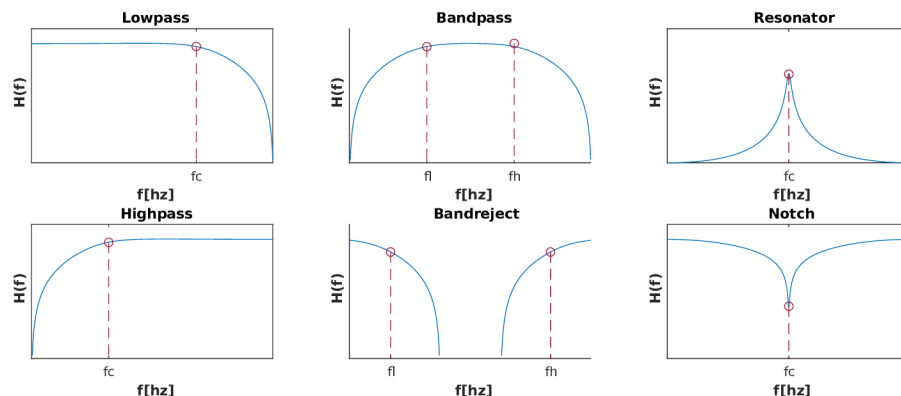 Lowpass
H(f)
fc
f[hz]
Bandpass
H(f)
fl
fh
f[hz]
Resonator
H(f)
fc
f[hz]
Highpass
H(f)
fc
f[hz]
Bandreject
H(f)
fl
fh
f[hz]
Notch
H(f)
fc
f[hz]